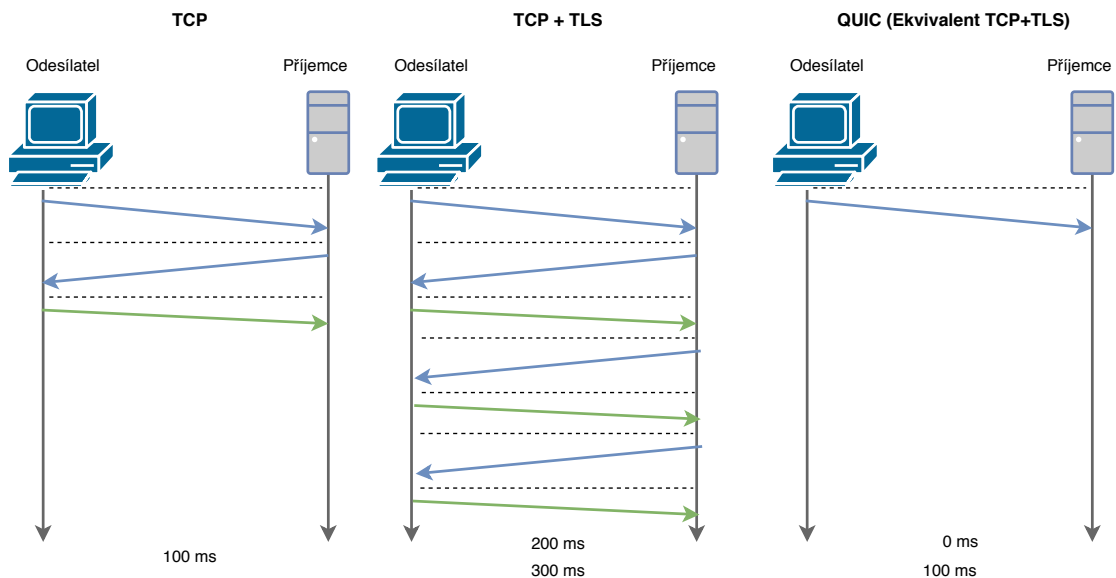 TCP
TCP + TLS
QUIC (Ekvivalent TCP+TLS)
Odesílatel
Příjemce
Odesílatel
Příjemce
Odesílatel
Příjemce
100 ms
200 ms
300 ms
0 ms
100 ms